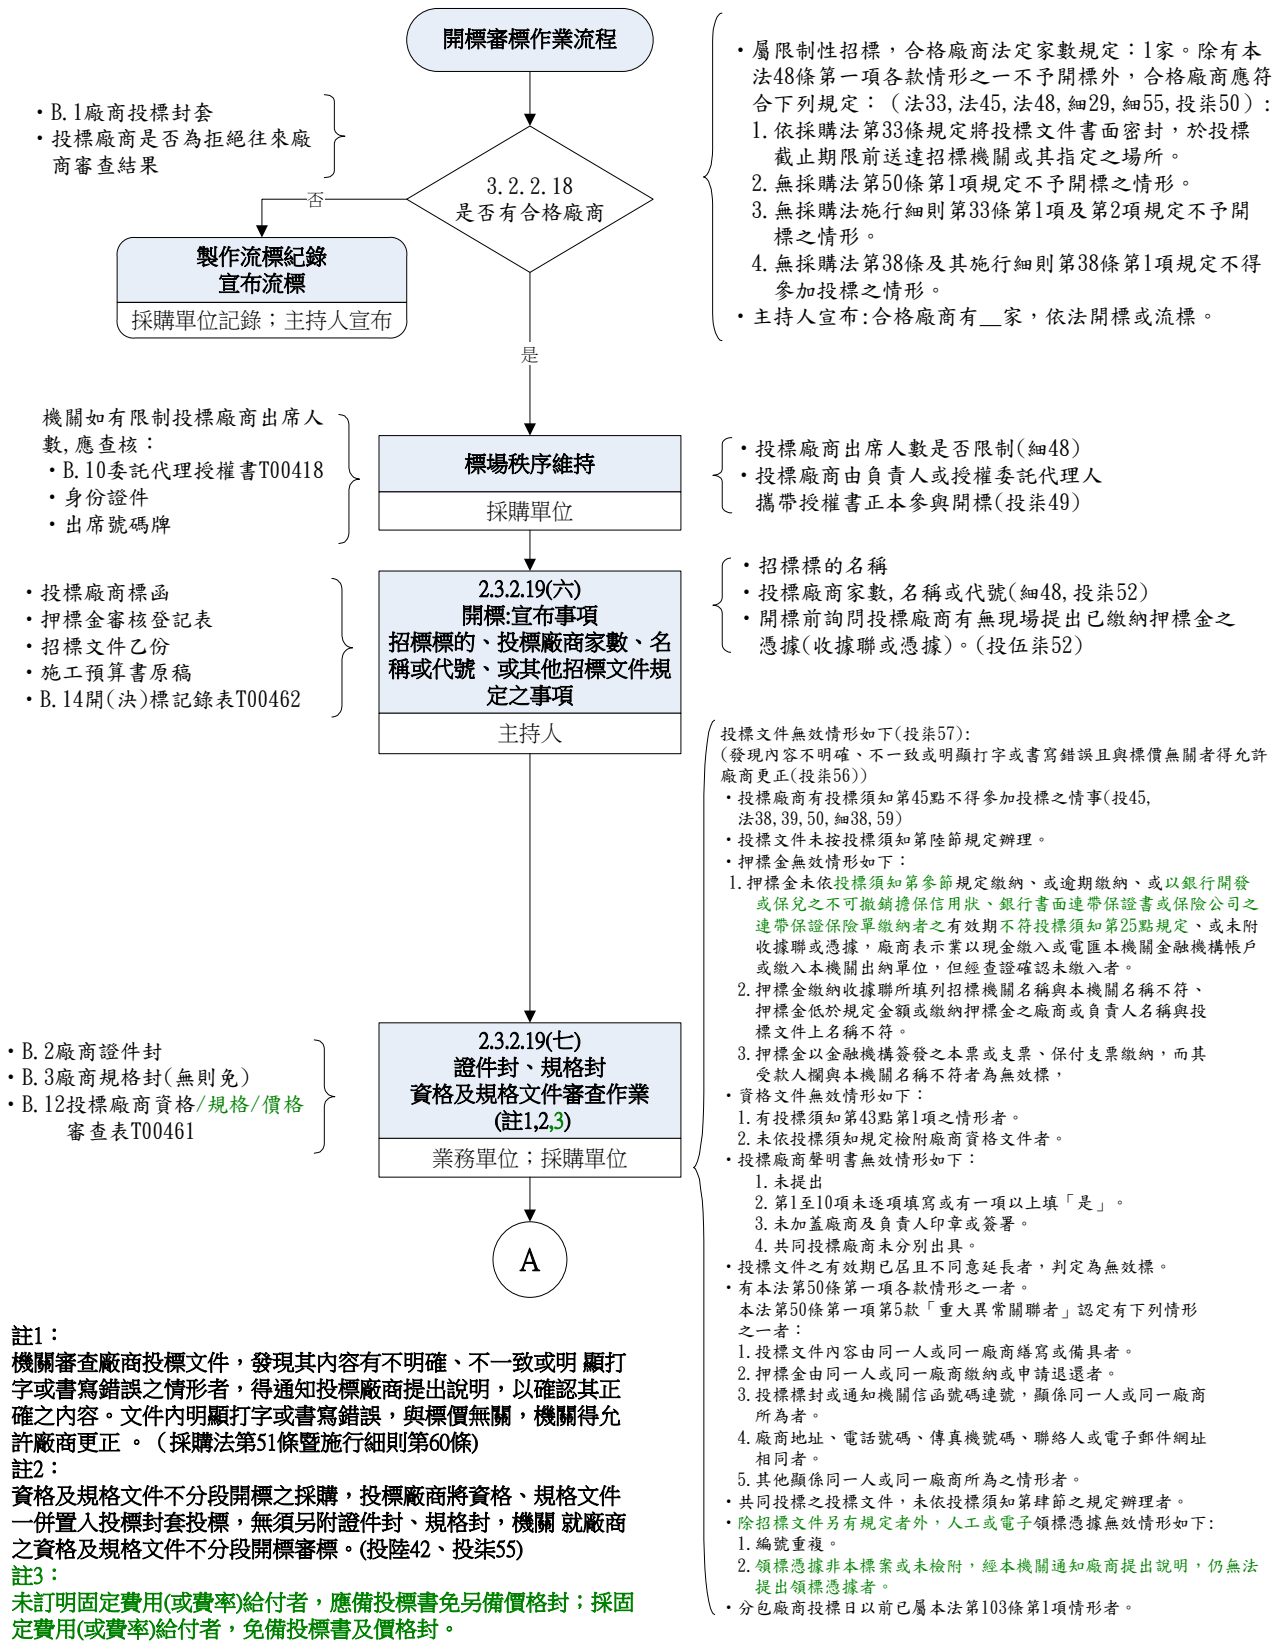 開標審標作業流程
・B.1廠商投標封套
・投標廠商是否為拒絕往來廠
商審查結果
3.2.2.18
是否有合格廠商
否
製作流標紀錄
宣布流標
採購單位記錄；主持人宣布
是
・屬限制性招標，合格廠商法定家數規定：1家。除有本
法48條第一項各款情形之一不予開標外，合格廠商應符
合下列規定：（法33,法45,法48,細29,細55,投柒50）:
1.依採購法第33條規定將投標文件書面密封，於投標
截止期限前送達招標機關或其指定之場所。
2.無採購法第50條第1項規定不予開標之情形。
3.無採購法施行細則第33條第1項及第2項規定不予開
標之情形。
4.無採購法第38條及其施行細則第38條第1項規定不得
參加投標之情形。
・主持人宣布:合格廠商有__家，依法開標或流標。
機關如有限制投標廠商出席人
數,應查核：
・B.10委託代理授權書T00418
・身份證件
・出席號碼牌
標場秩序維持
採購單位
・投標廠商出席人數是否限制(細48)
・投標廠商由負責人或授權委託代理人
攜帶授權書正本參與開標(投柒49)
・投標廠商標函
・押標金審核登記表
・招標文件乙份
・施工預算書原稿
・B.14開(決)標記錄表T00462
2.3.2.19(六)
開標:宣布事項
招標標的、投標廠商家數、名
稱或代號、或其他招標文件規
定之事項
主持人
・招標標的名稱
・投標廠商家數,名稱或代號(細48,投柒52)
・開標前詢問投標廠商有無現場提出已繳納押標金之
憑據(收據聯或憑據)。(投伍柒52)
・B.2廠商證件封
・B.3廠商規格封(無則免)
・B.12投標廠商資格/規格/價格
審查表T00461
2.3.2.19(七)
證件封、規格封
資格及規格文件審查作業
(註1,2,3)
業務單位；採購單位
A
投標文件無效情形如下(投柒57):
(發現內容不明確、不一致或明顯打字或書寫錯誤且與標價無關者得允許
廠商更正(投柒56))
・投標廠商有投標須知第45點不得參加投標之情事(投45,
法38,39,50,細38,59)
・投標文件未按投標須知第陸節規定辦理。
・押標金無效情形如下：
1.押標金未依投標須知第參節規定繳納、或逾期繳納、或以銀行開發
或保兌之不可撤銷擔保信用狀、銀行書面連帶保證書或保險公司之
連帶保證保險單繳納者之有效期不符投標須知第25點規定、或未附
收據聯或憑據，廠商表示業以現金繳入或電匯本機關金融機構帳戶
或繳入本機關出納單位，但經查證確認未繳入者。
2.押標金繳納收據聯所填列招標機關名稱與本機關名稱不符、
押標金低於規定金額或繳納押標金之廠商或負責人名稱與投
標文件上名稱不符。
3.押標金以金融機構簽發之本票或支票、保付支票繳納，而其
受款人欄與本機關名稱不符者為無效標，
・資格文件無效情形如下：
1.有投標須知第43點第1項之情形者。
2.未依投標須知規定檢附廠商資格文件者。
・投標廠商聲明書無效情形如下：
1.未提出
2.第1至10項未逐項填寫或有一項以上填「是」。
3.未加蓋廠商及負責人印章或簽署。
4.共同投標廠商未分別出具。
・投標文件之有效期已屆且不同意延長者，判定為無效標。
・有本法第50條第一項各款情形之一者。
本法第50條第一項第5款「重大異常關聯者」認定有下列情形
之一者：
1.投標文件內容由同一人或同一廠商繕寫或備具者。
2.押標金由同一人或同一廠商繳納或申請退還者。
3.投標標封或通知機關信函號碼連號，顯係同一人或同一廠商
所為者。
4.廠商地址、電話號碼、傳真機號碼、聯絡人或電子郵件網址
相同者。
5.其他顯係同一人或同一廠商所為之情形者。
・共同投標之投標文件，未依投標須知第肆節之規定辦理者。
・除招標文件另有規定者外，人工或電子領標憑據無效情形如下:
1.編號重複。
2.領標憑據非本標案或未檢附，經本機關通知廠商提出說明，仍無法
提出領標憑據者。
・分包廠商投標日以前已屬本法第103條第1項情形者。
註1：
機關審查廠商投標文件，發現其內容有不明確、不一致或明 顯打
字或書寫錯誤之情形者，得通知投標廠商提出說明，以確認其正
確之內容。文件內明顯打字或書寫錯誤，與標價無關，機關得允
許廠商更正 。（採購法第51條暨施行細則第60條)
註2：
資格及規格文件不分段開標之採購，投標廠商將資格、規格文件
一併置入投標封套投標，無須另附證件封、規格封，機關 就廠商
之資格及規格文件不分段開標審標。(投陸42、投柒55)
註3：
未訂明固定費用(或費率)給付者，應備投標書免另備價格封；採固
定費用(或費率)給付者，免備投標書及價格封。